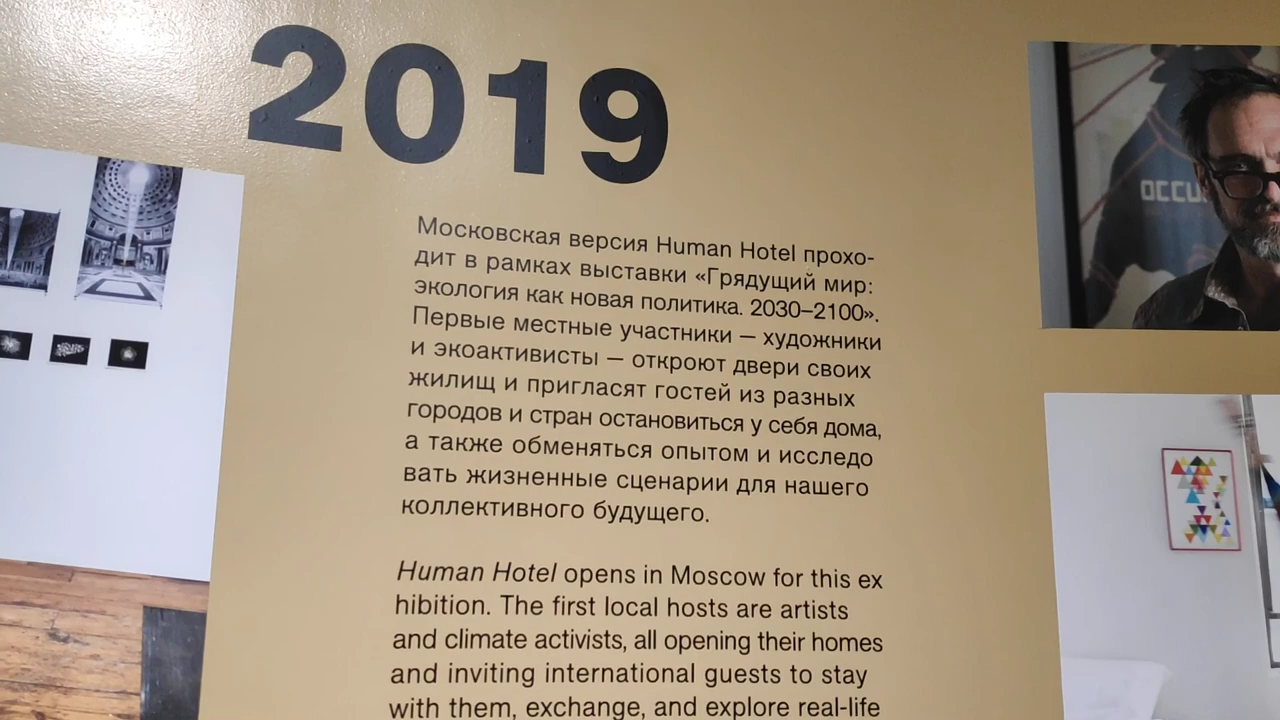 2019
Московская версия Human Hotel прохо-
дит в рамках выставки «Грядущий мир:
экология как новая политика. 2030–2100».
Первые местные участники — художники
и экоактивисты — откроют двери своих
жилищ и пригласят гостей из разных
городов и стран остановиться у себя дома,
а также обменяться опытом и исследо
вать жизненные сценарии для нашего
коллективного будущего.
Human Hotel opens in Moscow for this ex
hibition. The first local hosts are artists
and climate activists, all opening their homes
and inviting international guests to stay
with them, exchange, and explore real-life
OCCU